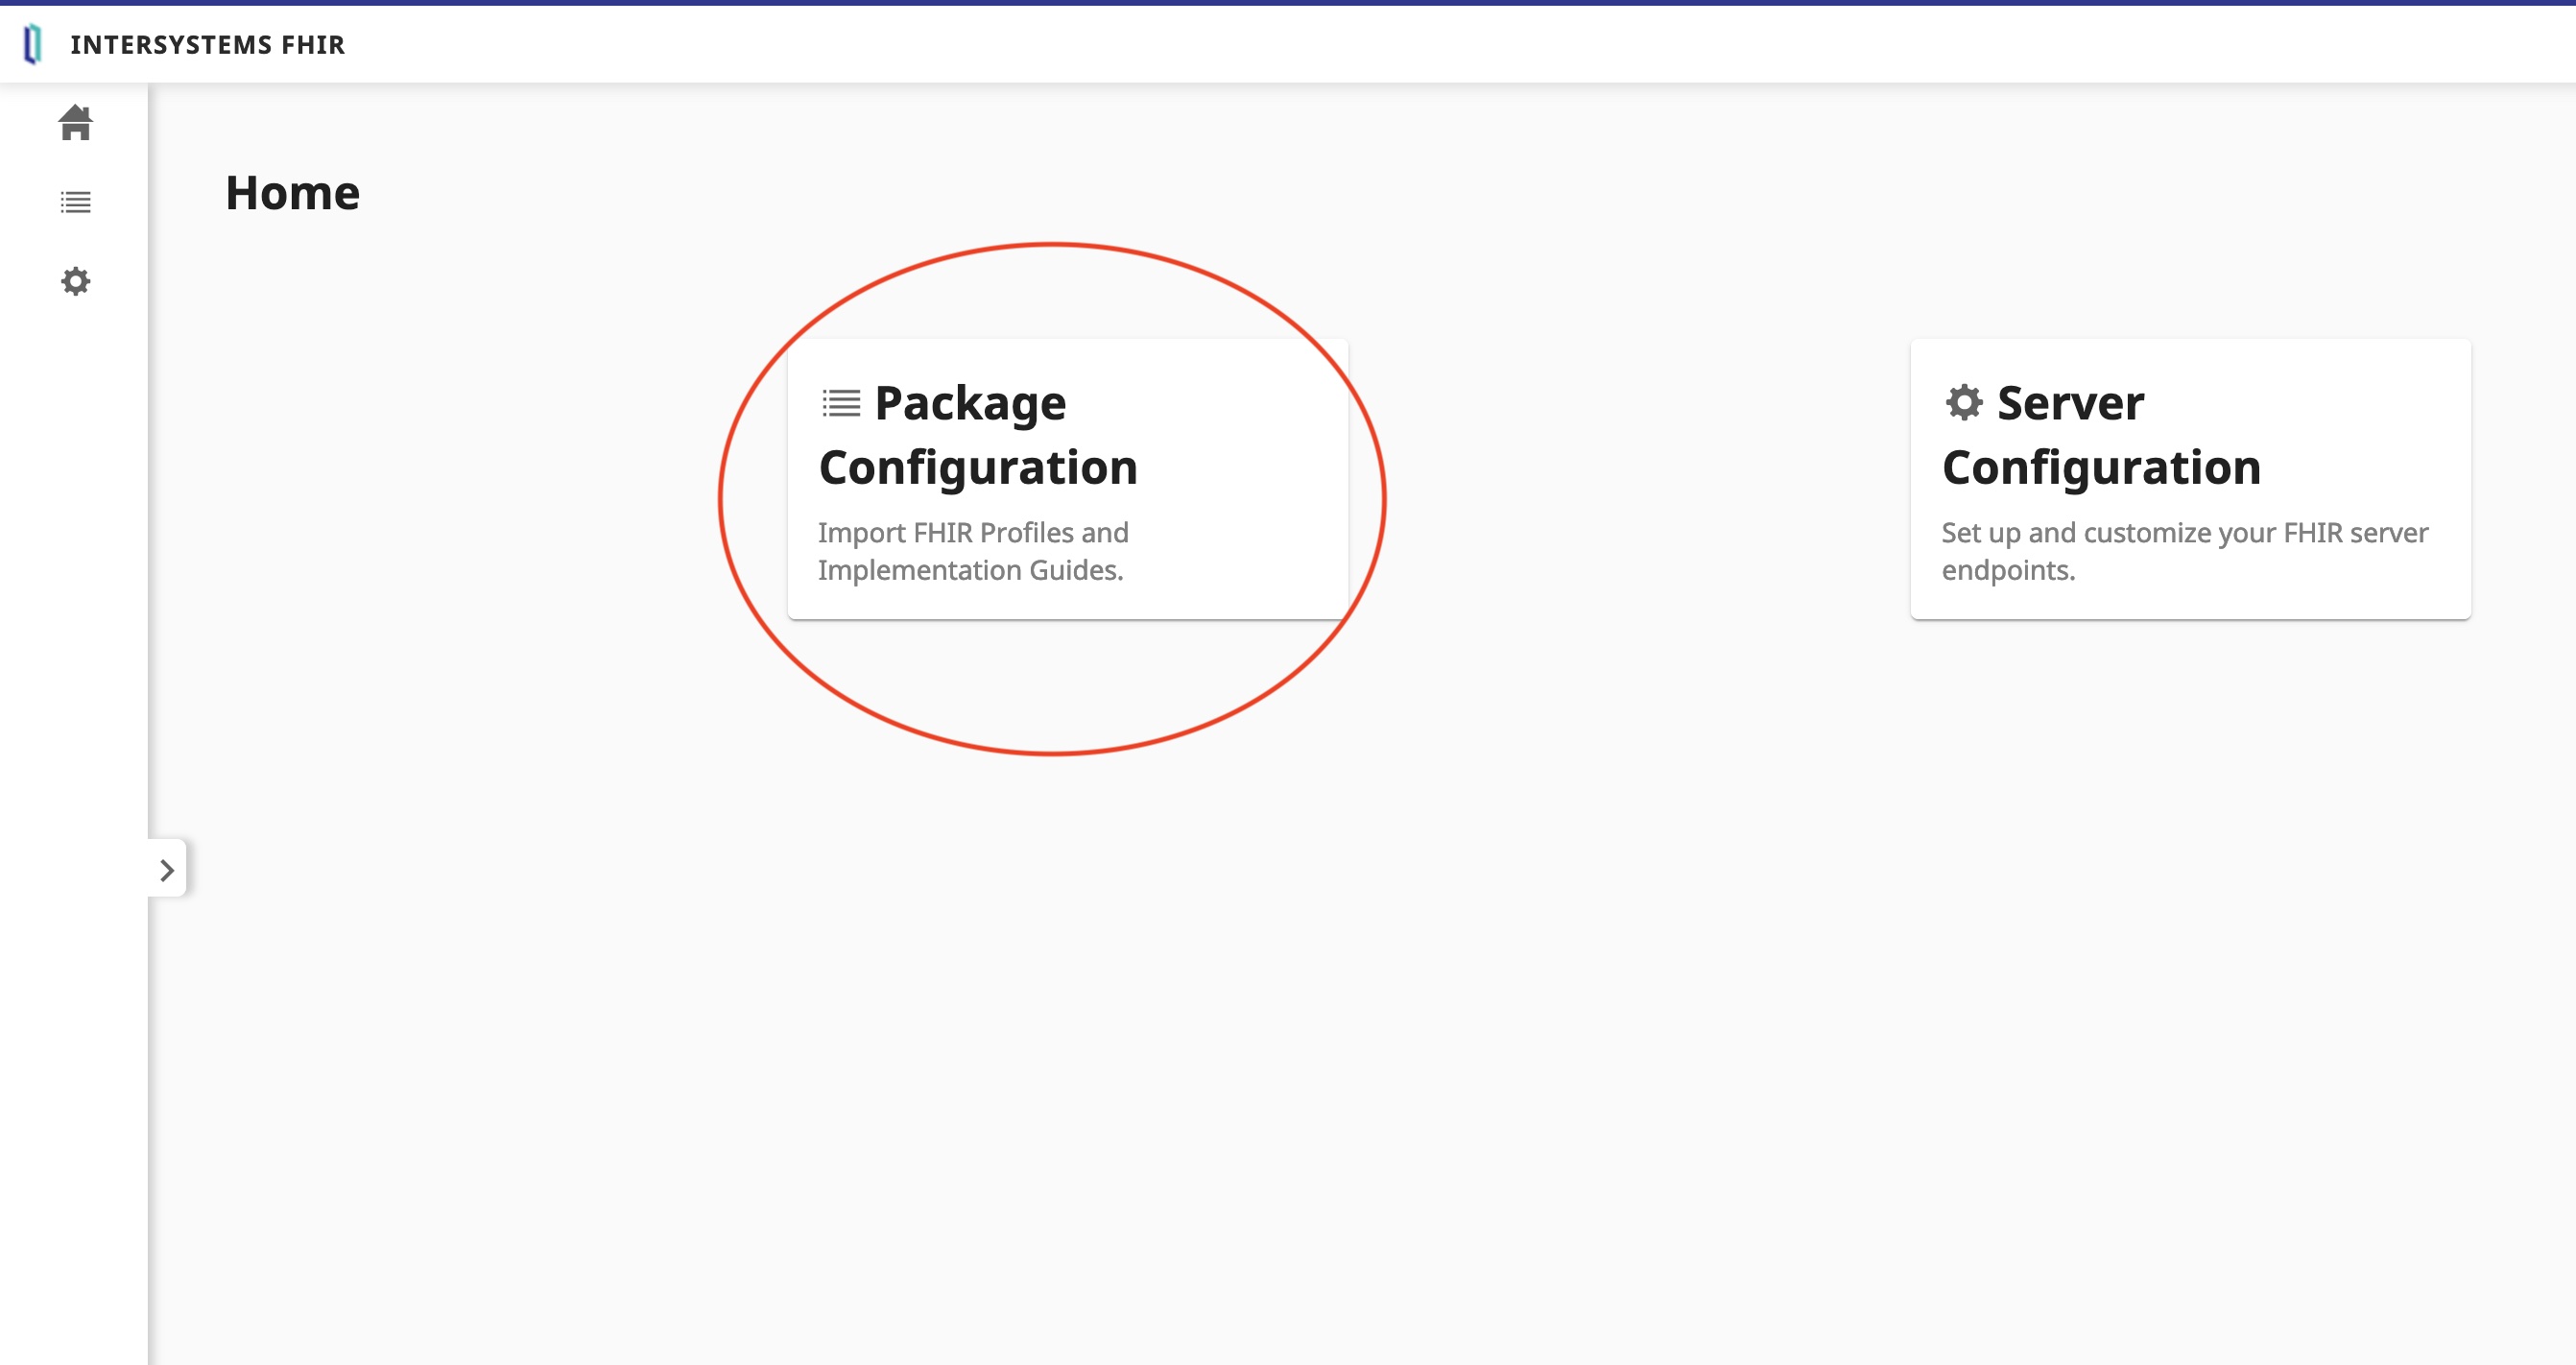 INTERSYSTEMS FHIR
Home
Package
Configuration
Import FHIR Profiles and
Implementation Guides.
Server
Configuration
Set up and customize your FHIR server
endpoints.